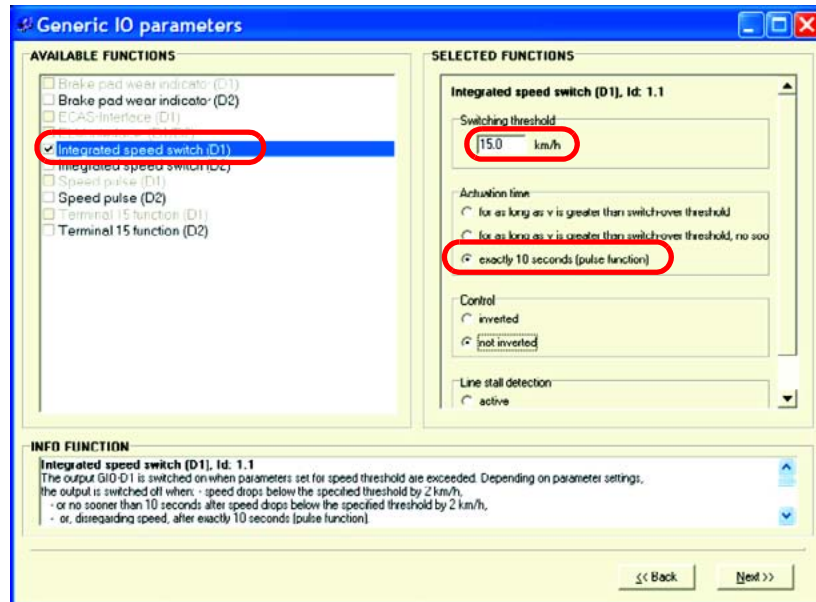 Generic IO parameters
AVAILABLE FUNCTIONS
Brake pad wear indicator (D1)
Brake pad wear indicator (D2)
ECAS-Interface (D1)
Integrated speed switch (D1)
Integrated speed switch (D2)
Speed pulse (D1)
Speed pulse (D2)
Terminal 15 function (D1)
Terminal 15 function (D2)
SELECTED FUNCTIONS
Integrated speed switch (D1), Id: 1.1
Switching threshold
15.0 km/h
Actuation time
for as long as v is greater than switch-over threshold
for as long as v is greater than switch-over threshold, no soo
exactly 10 seconds (pulse function)
Control
inverted
not inverted
Line stall detection
active
INFO FUNCTION
Integrated speed switch (D1), Id: 1.1
The output GIO-D1 is switched on when parameters set for speed threshold are exceeded. Depending on parameter settings,
the output is switched off when: - speed drops below the specified threshold by 2 km/h,
- or no sooner than 10 seconds after speed drops below the specified threshold by 2 km/h,
- or, disregarding speed, after exactly 10 seconds (pulse function).
<< Back
Next >>